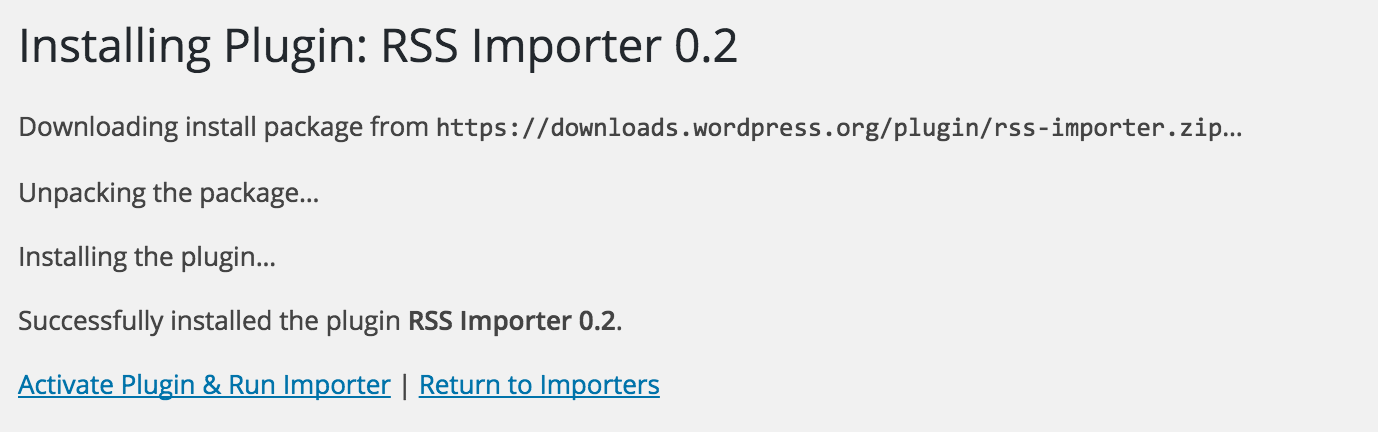 Installing Plugin: RSS Importer 0.2
Downloading install package from https://downloads.wordpress.org/plugin/rss-importer.zip…
Unpacking the package…
Installing the plugin…
Successfully installed the plugin RSS Importer 0.2.
Activate Plugin & Run Importer | Return to Importers